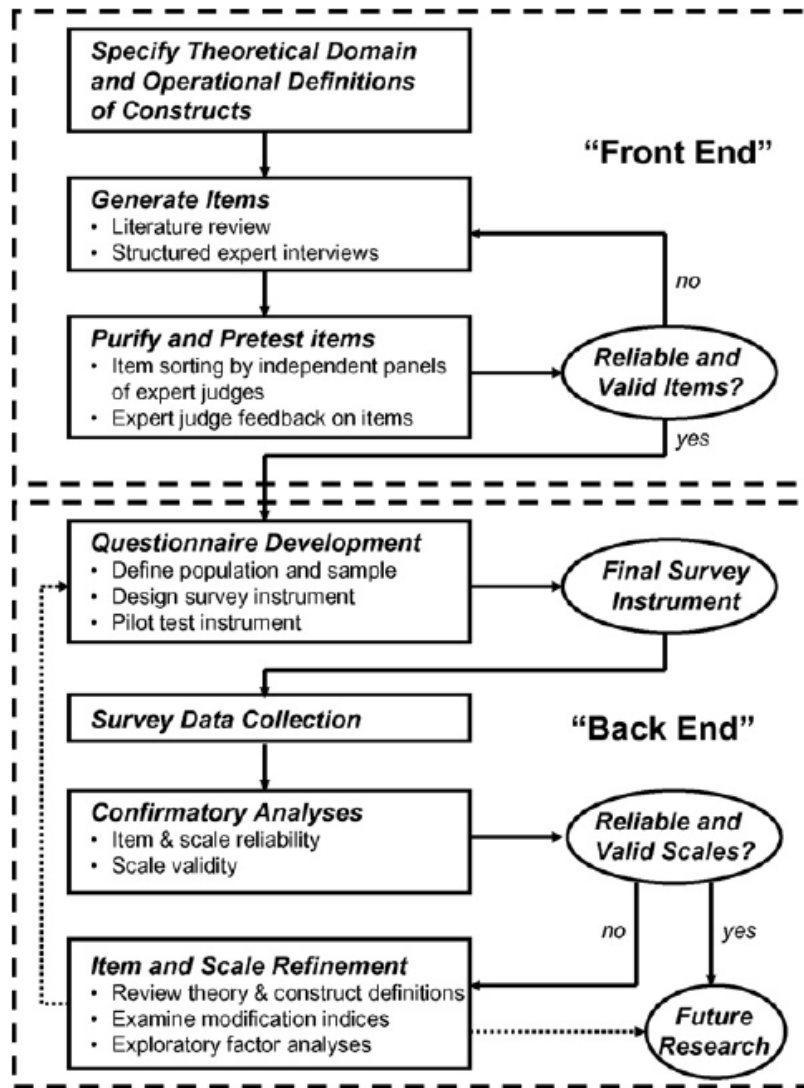 Specify Theoretical Domain
and Operational Definitions
of Constructs
“Front End”
Generate Items
• Literature review
• Structured expert interviews
no
Purify and Pretest items
• Item sorting by independent panels
of expert judges
• Expert judge feedback on items
Reliable and
Valid Items?
yes
Questionnaire Development
• Define population and sample
• Design survey instrument
• Pilot test instrument
Final Survey
Instrument
Survey Data Collection
“Back End”
Confirmatory Analyses
• Item & scale reliability
• Scale validity
Reliable and
Valid Scales?
no
yes
Item and Scale Refinement
• Review theory & construct definitions
• Examine modification indices
• Exploratory factor analyses
Future
Research